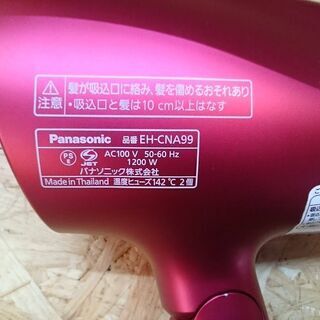 ⚠注意
髪が吸込口に絡み、髪を傷めるおそれあり
・吸込口と髪は10cm以上はなす
Panasonic 品番 EH-CNA99
PS E JET
AC100 V 50-60 Hz
1200 W
パナソニック株式会社
Made in Thailand 温度ヒューズ142℃ 2個